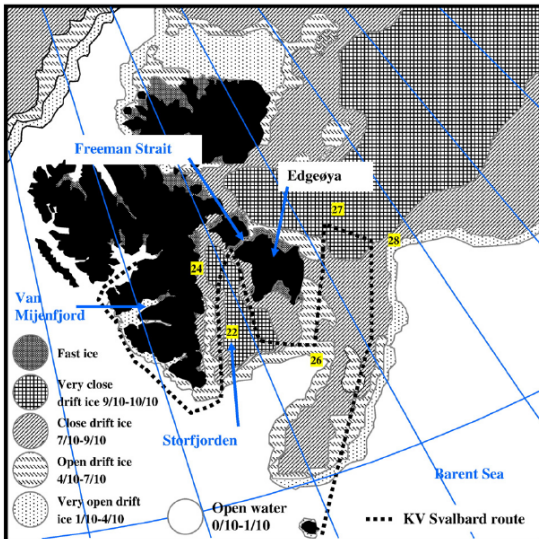 Freeman Strait
Edgeøya
27
28
24
Van
Mijenfjord
22
26
Fast ice
Very close
drift ice 9/10-10/10
Close drift ice
7/10-9/10
Storfjorden
Open drift ice
4/10-7/10
Barent Sea
Very open drift
ice 1/10-4/10
Open water
0/10-1/10
KV Svalbard route